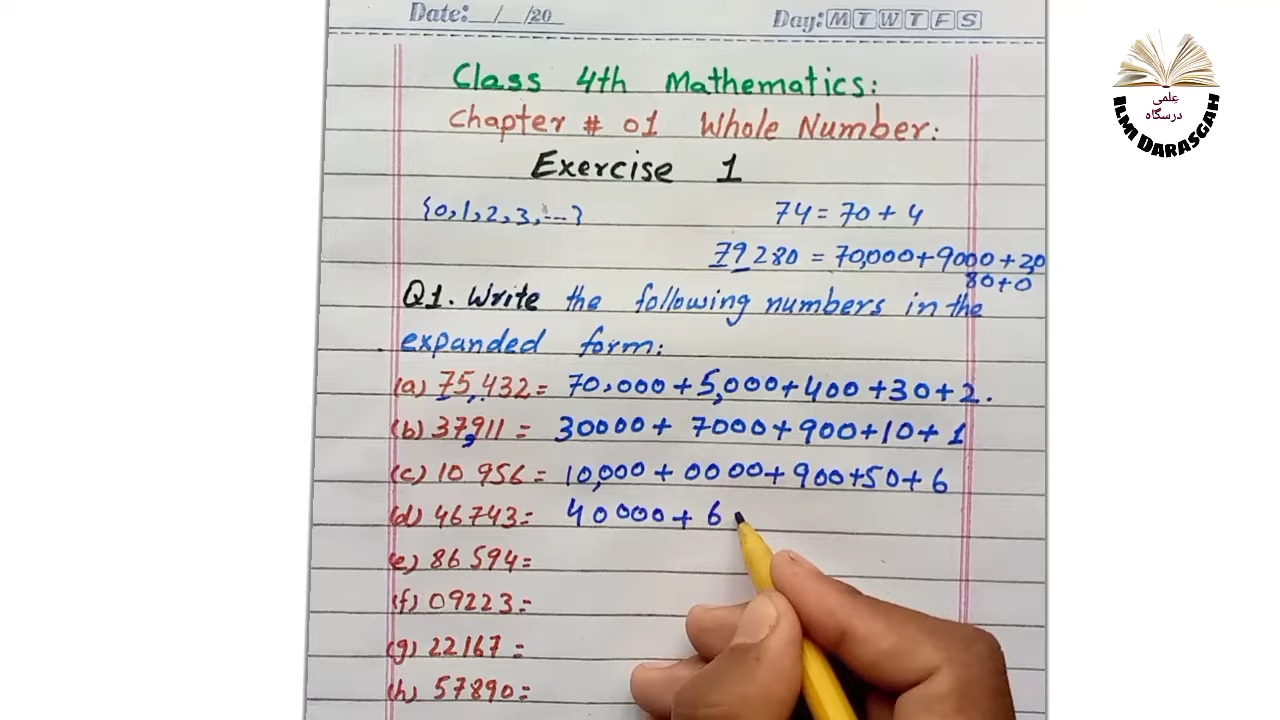 Date: __/__/20__ Day: M T W T F S
Class 4th Mathematics:
Chapter # 01 Whole Number:
Exercise 1
{0,1,2,3,---} 74 = 70 + 4
79280 = 70,000+9000+20
80+0
Q1. Write the following numbers in the
expanded form:
(a) 75,432 = 70,000+5,000+400+30+2.
(b) 37,911 = 30000+ 7000+900+10+1
(c) 10 956 = 10,000+0000+900+50+6
(d) 46743 = 40000+6
(e) 86 594=
(f) 09223=
(g) 22167 =
(h) 57890=
علمی
درسگاہ
ILMI DARASGAH